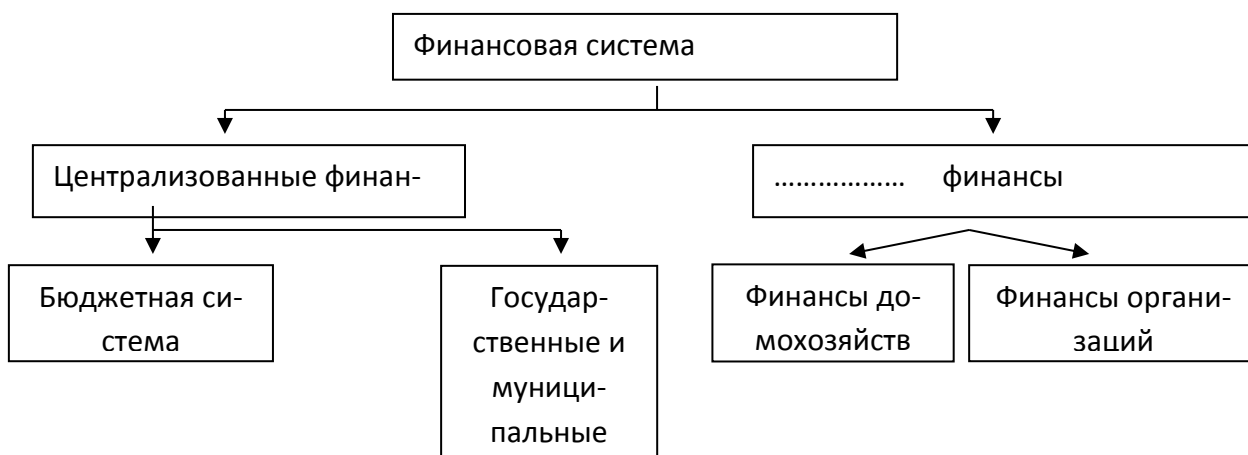 Финансовая система
Централизованные финан-
……………… финансы
Бюджетная си-
стема
Государ-
ственные и
муници-
пальные
Финансы до-
мохозяйств
Финансы органи-
заций